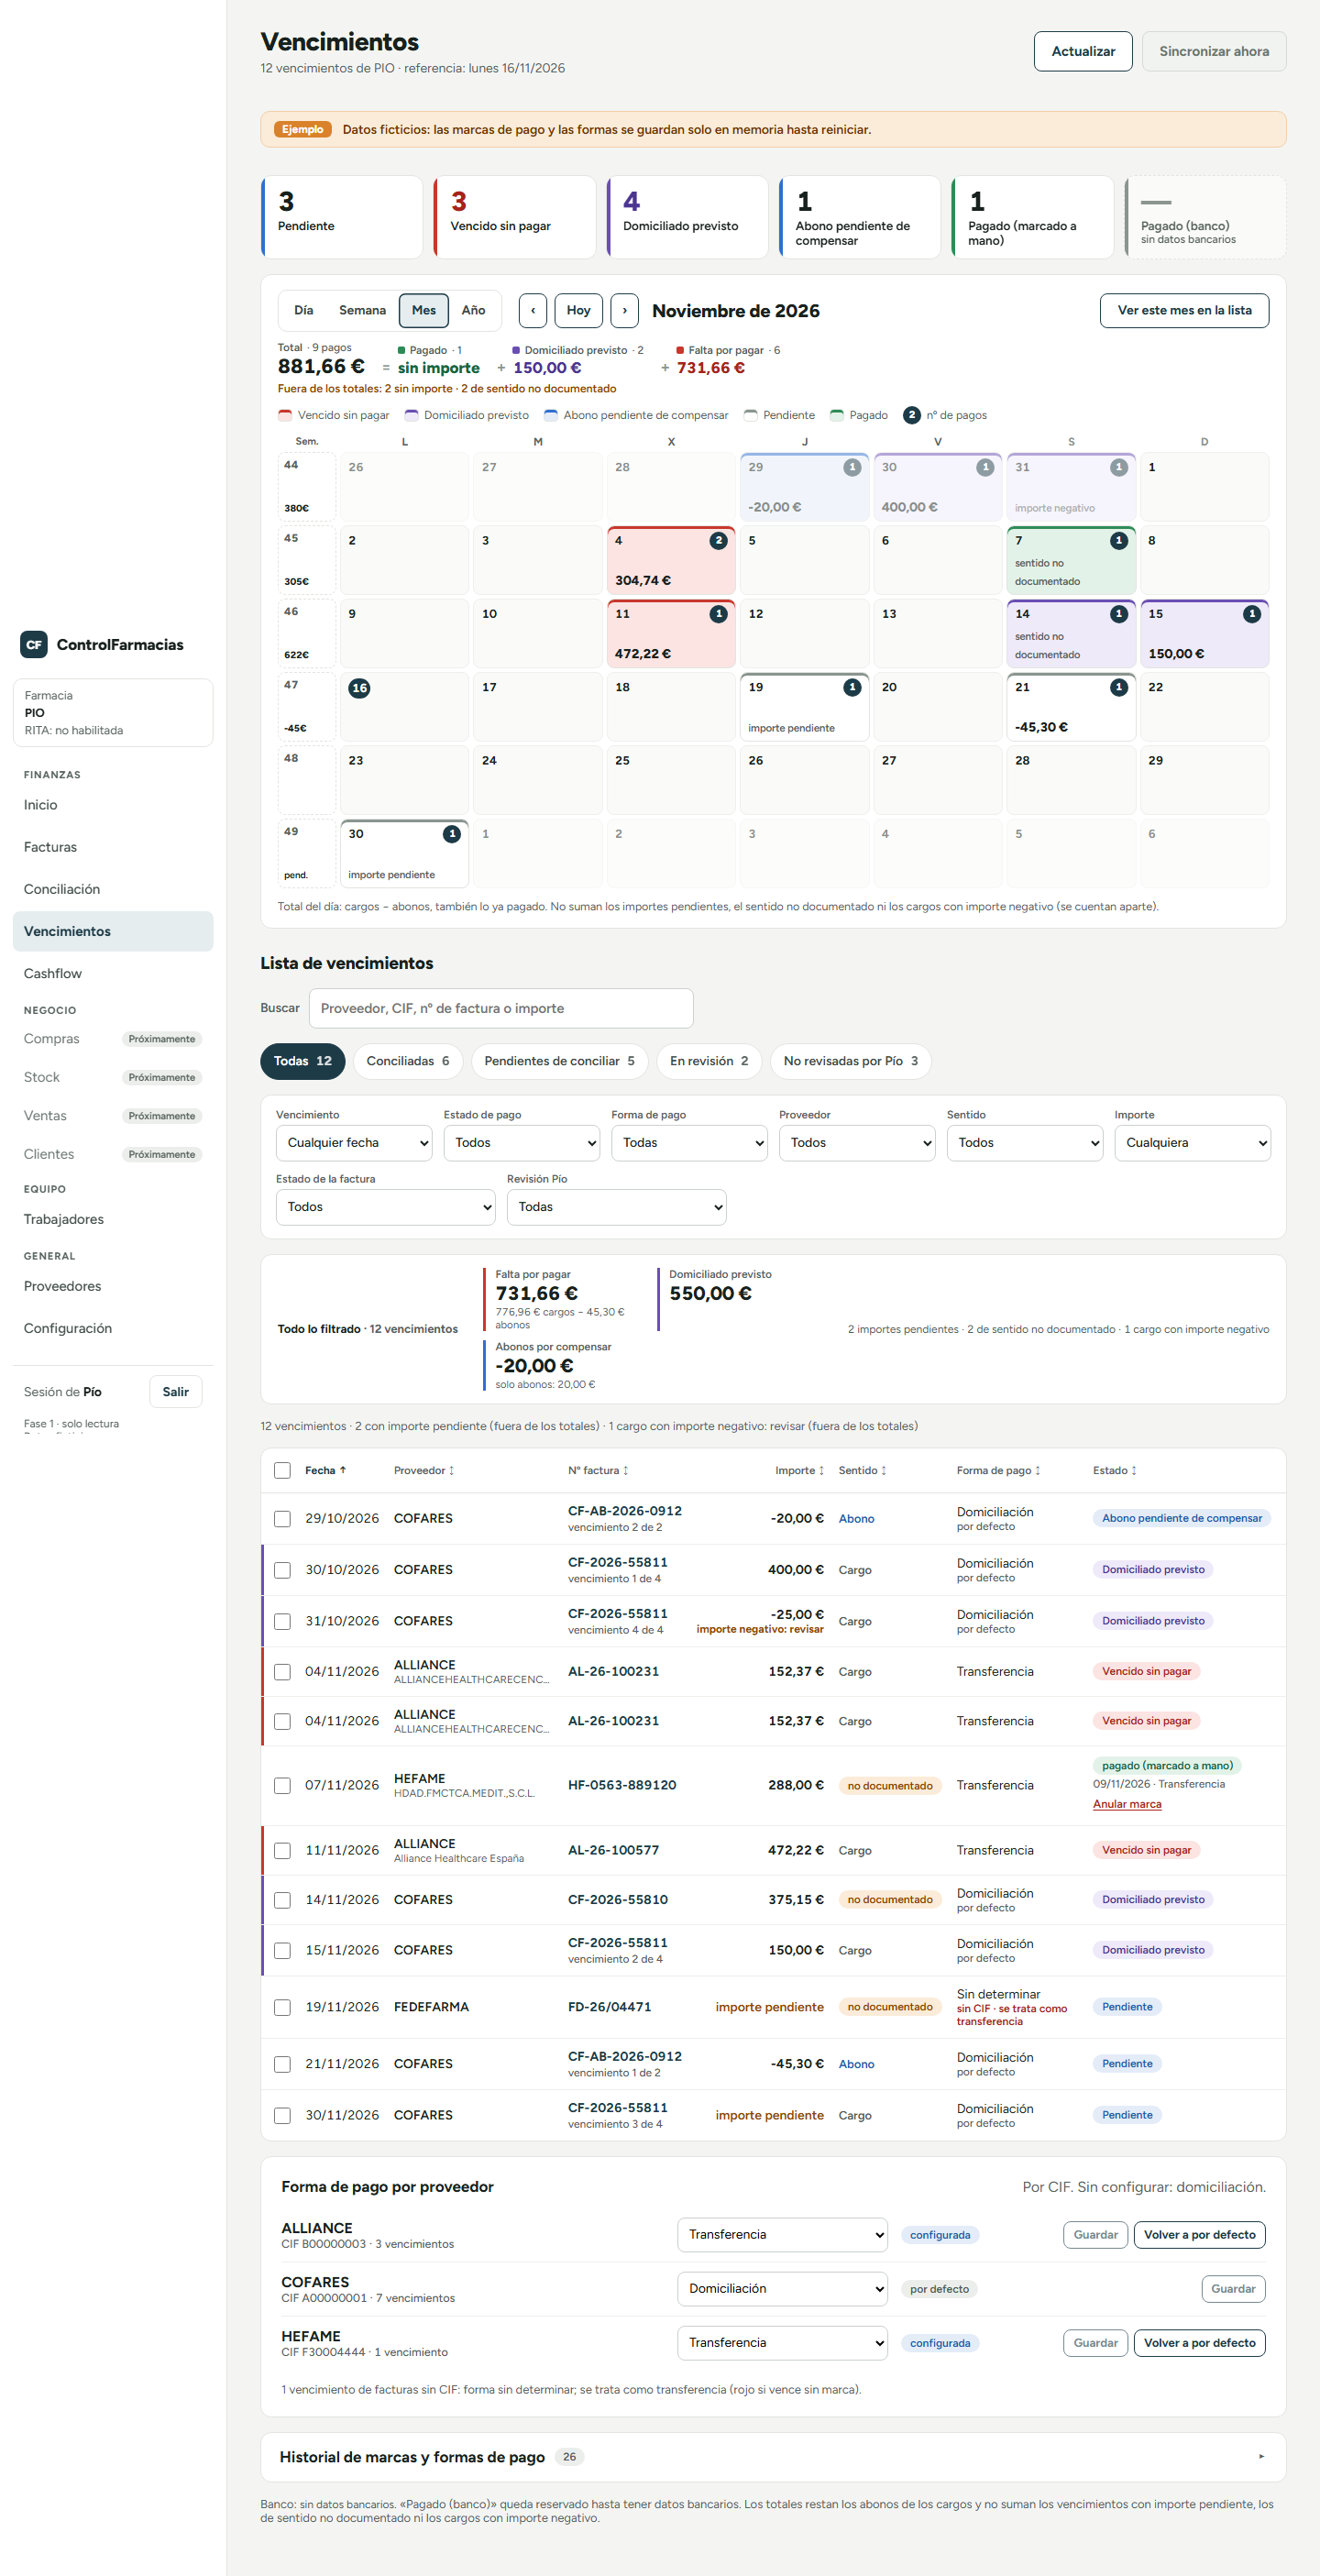 Vencimientos
12 vencimientos de PIO · referencia: lunes 16/11/2026
Actualizar
Sincronizar ahora
Ejemplo Datos ficticios: las marcas de pago y las formas se guardan solo en memoria hasta reiniciar.
3
Pendiente
3
Vencido sin pagar
4
Domiciliado previsto
1
Abono pendiente de
compensar
1
Pagado (marcado a
mano)
—
Pagado (banco)
sin datos bancarios
Día Semana Mes Año ‹ Hoy › Noviembre de 2026 Ver este mes en la lista
Total · 9 pagos
881,66 €
=
Pagado · 1
sin importe
+
Domiciliado previsto · 2
150,00 €
+
Falta por pagar · 6
731,66 €
Fuera de los totales: 2 sin importe · 2 de sentido no documentado
Vencido sin pagar Domiciliado previsto Abono pendiente de compensar Pendiente Pagado 2 nº de pagos
Sem. L M X J V S D
44 26 27 28 29 1 30 1 31 1 1
380€ -20,00 € 400,00 € importe negativo
45 2 3 4 2 5 6 7 1 8
sentido no
305€ 304,74 € documentado
46 9 10 11 1 12 13 14 1 15 1
sentido no
622€ 472,22 € documentado 150,00 €
47 16 17 18 19 1 20 21 1 22
-45€ importe pendiente -45,30 €
48 23 24 25 26 27 28 29
49 30 1 1 2 3 4 5 6
pend. importe pendiente
Total del día: cargos − abonos, también lo ya pagado. No suman los importes pendientes, el sentido no documentado ni los cargos con importe negativo (se cuentan aparte).
CF ControlFarmacias
Farmacia
PIO
RITA: no habilitada
FINANZAS
Inicio
Facturas
Conciliación
Vencimientos
Cashflow
NEGOCIO
Compras Próximamente
Stock Próximamente
Ventas Próximamente
Clientes Próximamente
EQUIPO
Trabajadores
GENERAL
Proveedores
Configuración
Sesión de Pío Salir
Fase 1 · solo lectura
Lista de vencimientos
Buscar Proveedor, CIF, nº de factura o importe
Todas 12 Conciliadas 6 Pendientes de conciliar 5 En revisión 2 No revisadas por Pío 3
Vencimiento Estado de pago Forma de pago Proveedor Sentido Importe
Cualquier fecha Todos Todas Todos Todos Cualquiera
Estado de la factura Revisión Pío
Todos Todas
Todo lo filtrado · 12 vencimientos
Falta por pagar
731,66 €
776,96 € cargos − 45,30 €
abonos
Domiciliado previsto
550,00 €
Abonos por compensar
-20,00 €
solo abonos: 20,00 €
2 importes pendientes · 2 de sentido no documentado · 1 cargo con importe negativo
12 vencimientos · 2 con importe pendiente (fuera de los totales) · 1 cargo con importe negativo: revisar (fuera de los totales)
Fecha ↑ Proveedor ↕ Nº factura ↕ Importe ↕ Sentido ↕ Forma de pago ↕ Estado ↕
29/10/2026 COFARES CF-AB-2026-0912 -20,00 € Abono Domiciliación Abono pendiente de compensar
vencimiento 2 de 2 por defecto
30/10/2026 COFARES CF-2026-55811 400,00 € Cargo Domiciliación Domiciliado previsto
vencimiento 1 de 4 por defecto
31/10/2026 COFARES CF-2026-55811 -25,00 € Cargo Domiciliación Domiciliado previsto
vencimiento 4 de 4 importe negativo: revisar por defecto
04/11/2026 ALLIANCE AL-26-100231 152,37 € Cargo Transferencia Vencido sin pagar
ALLIANCEHEALTHCARECENC...
04/11/2026 ALLIANCE AL-26-100231 152,37 € Cargo Transferencia Vencido sin pagar
ALLIANCEHEALTHCARECENC...
07/11/2026 HEFAME HF-0563-889120 288,00 € no documentado Transferencia pagado (marcado a mano)
HDAD.FMCTCA.MEDIT.,S.C.L. 09/11/2026 · Transferencia
Anular marca
11/11/2026 ALLIANCE AL-26-100577 472,22 € Cargo Transferencia Vencido sin pagar
Alliance Healthcare España
14/11/2026 COFARES CF-2026-55810 375,15 € no documentado Domiciliación Domiciliado previsto
por defecto
15/11/2026 COFARES CF-2026-55811 150,00 € Cargo Domiciliación Domiciliado previsto
vencimiento 2 de 4 por defecto
19/11/2026 FEDEFARMA FD-26/04471 importe pendiente no documentado Sin determinar Pendiente
sin CIF · se trata como
transferencia
21/11/2026 COFARES CF-AB-2026-0912 -45,30 € Abono Domiciliación Pendiente
vencimiento 1 de 2 por defecto
30/11/2026 COFARES CF-2026-55811 importe pendiente Cargo Domiciliación Pendiente
vencimiento 3 de 4 por defecto
Forma de pago por proveedor Por CIF. Sin configurar: domiciliación.
ALLIANCE
CIF B00000003 · 3 vencimientos
Transferencia configurada Guardar Volver a por defecto
COFARES
CIF A00000001 · 7 vencimientos
Domiciliación por defecto Guardar
HEFAME
CIF F30004444 · 1 vencimiento
Transferencia configurada Guardar Volver a por defecto
1 vencimiento de facturas sin CIF: forma sin determinar; se trata como transferencia (rojo si vence sin marca).
Historial de marcas y formas de pago 26
Banco: sin datos bancarios. «Pagado (banco)» queda reservado hasta tener datos bancarios. Los totales restan los abonos de los cargos y no suman los vencimientos con importe pendiente, los
de sentido no documentado ni los cargos con importe negativo.